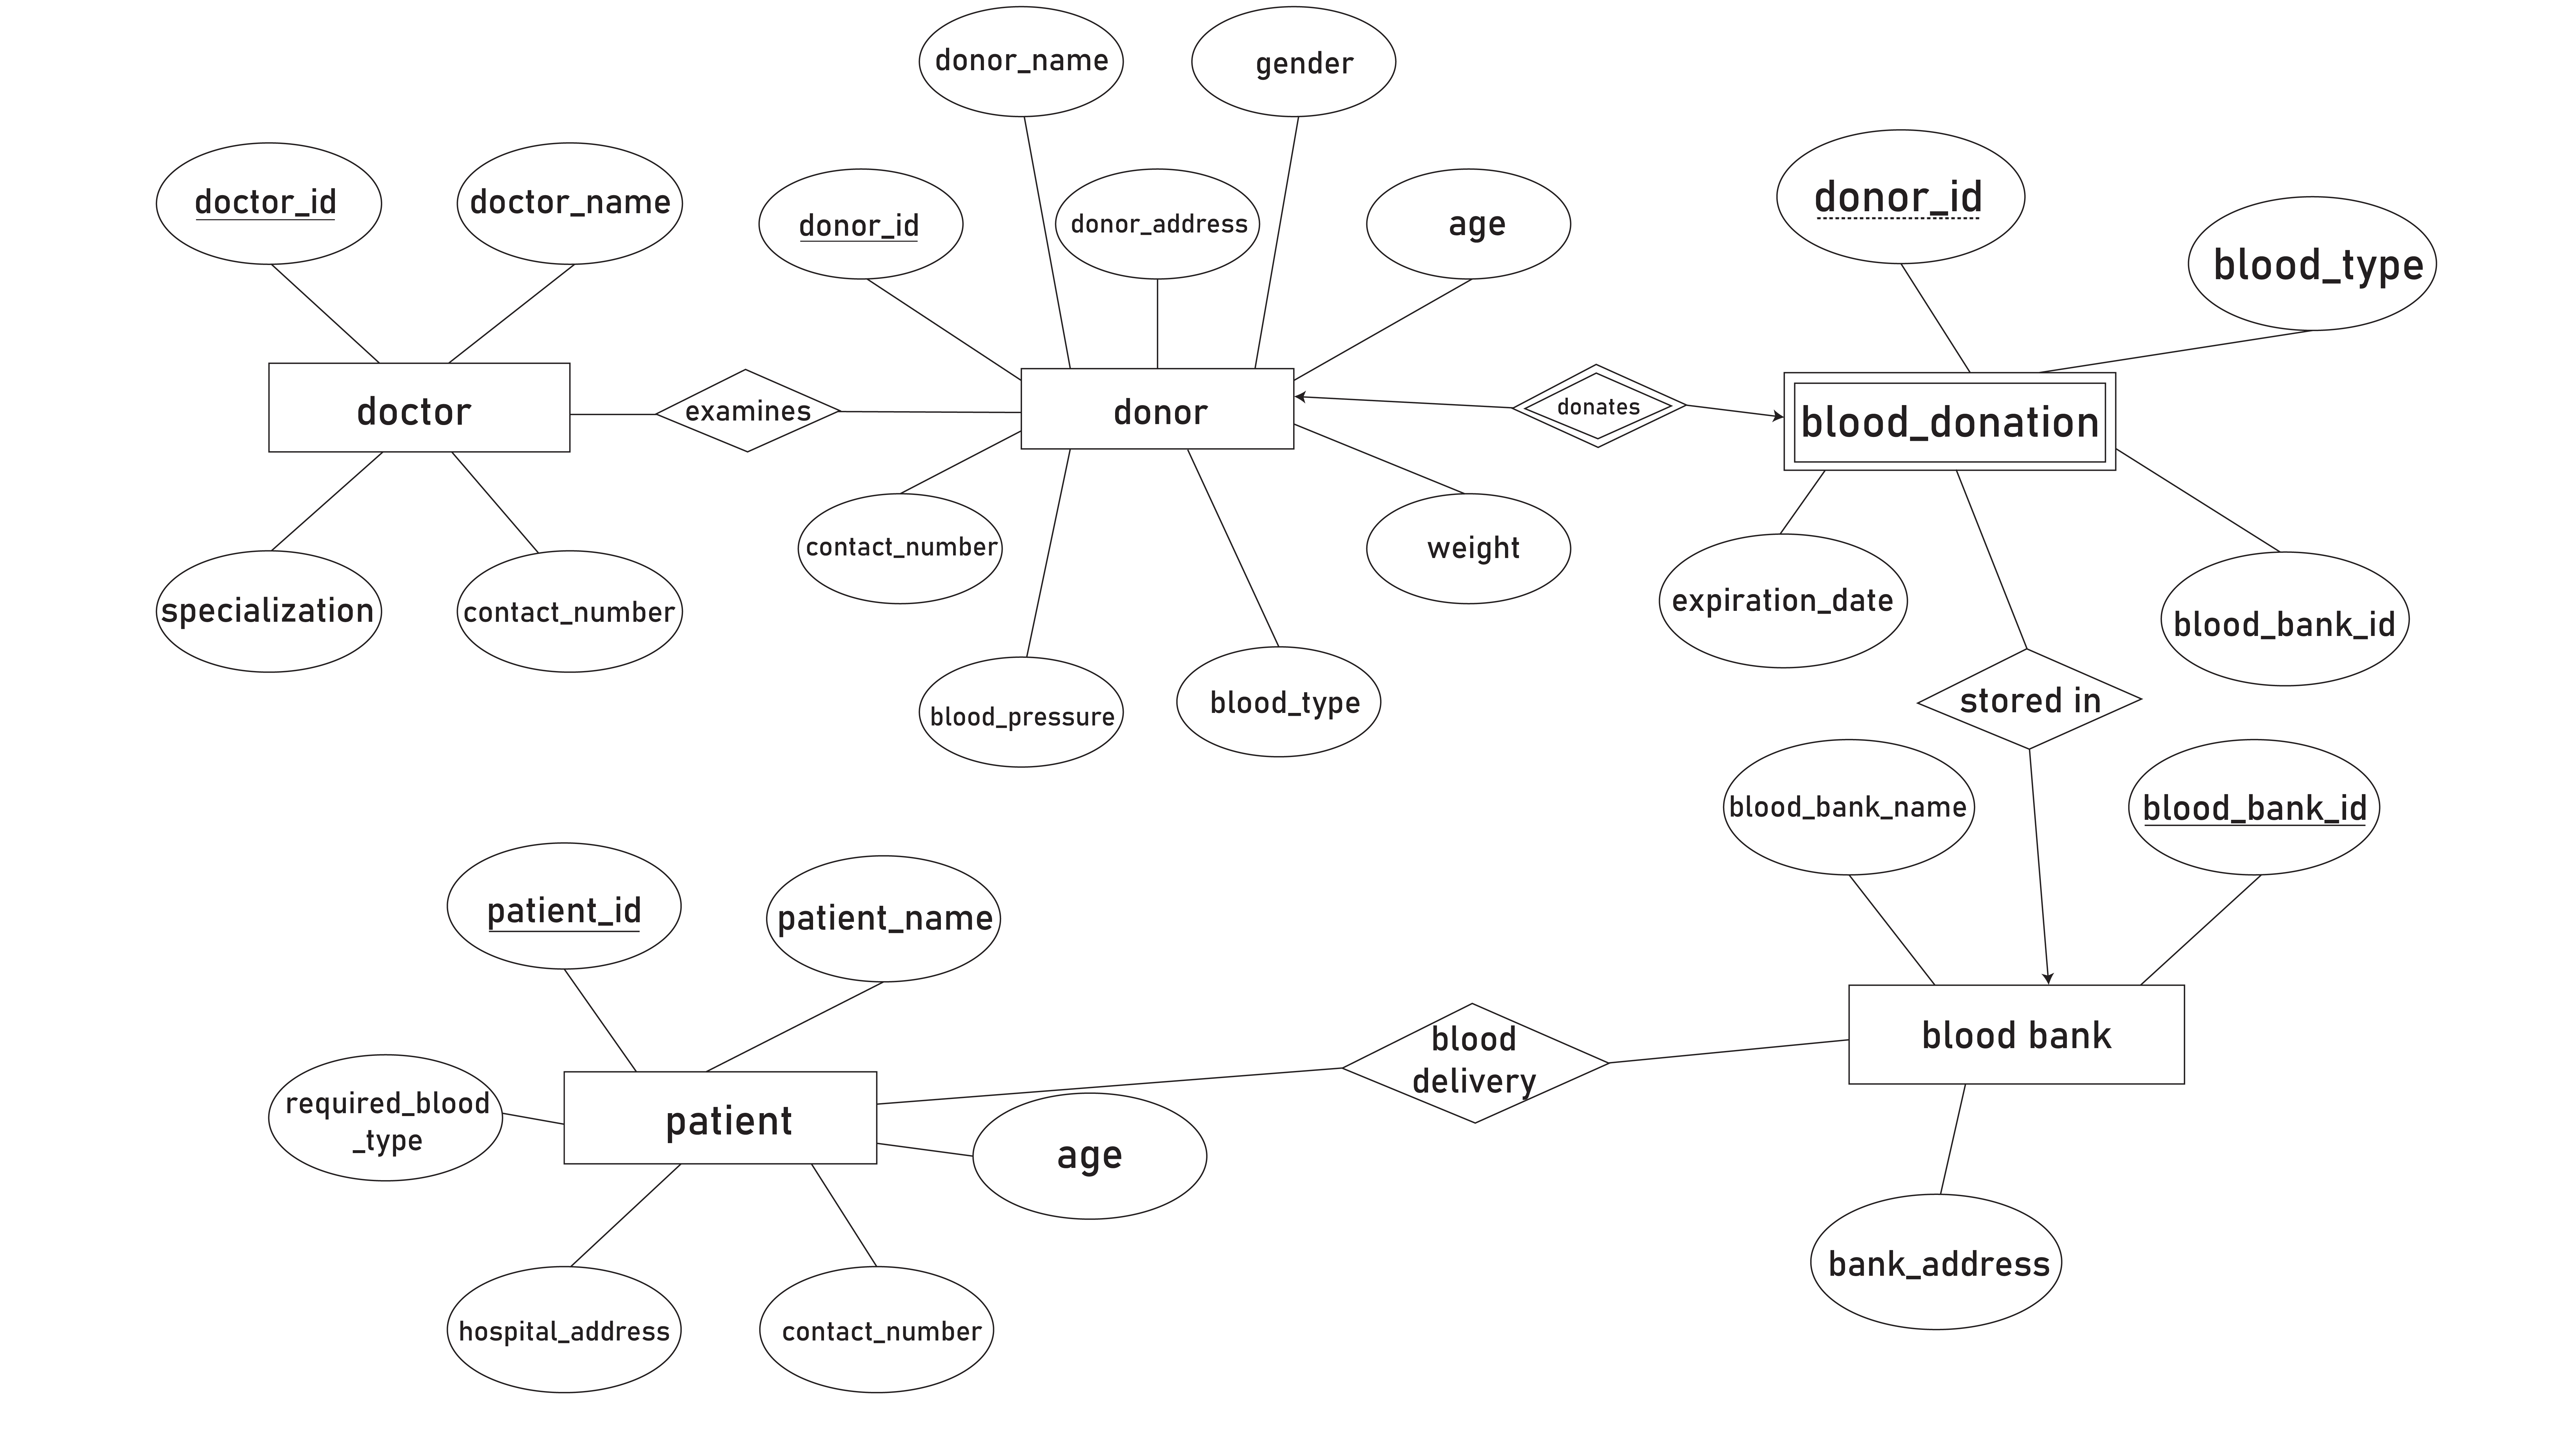 donor_name
gender
doctor_id
doctor_name
donor_id
donor_address
age
donor_id
blood_type
doctor
examines
donor
donates
blood_donation
specialization
contact_number
contact_number
weight
expiration_date
blood_bank_id
blood_pressure
blood_type
stored in
blood_bank_name
blood_bank_id
patient_id
patient_name
required_blood
_type
patient
age
blood
delivery
blood bank
hospital_address
contact_number
bank_address